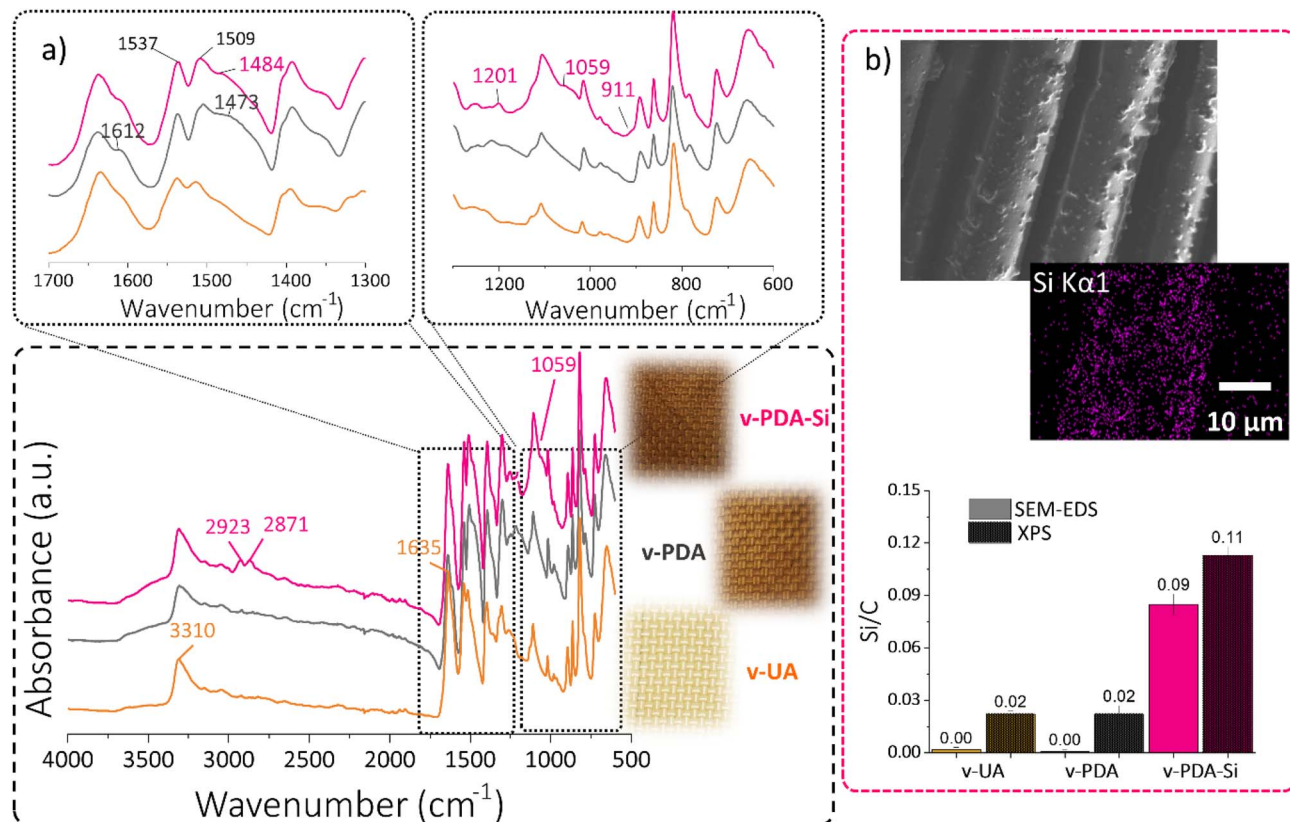 a)
1537
1509
1484
1473
1612
1700 1600 1500 1400 1300
Wavenumber (cm⁻¹)
1201
1059
911
1200 1000 800 600
Wavenumber (cm⁻¹)
1059
v-PDA-Si
2923 2871
v-PDA
1635
3310
v-UA
Absorbance (a.u.)
4000 3500 3000 2500 2000 1500 1000 500
Wavenumber (cm⁻¹)
b)
Si Kα1
10 μm
SEM-EDS
XPS
Si/C
0.15
0.12
0.09
0.06
0.03
0.00
0.00
0.02
0.00
0.02
0.09
0.11
v-UA v-PDA v-PDA-Si